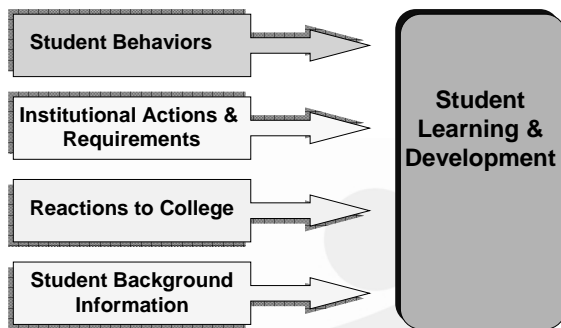 Student Behaviors
Institutional Actions &
Requirements
Reactions to College
Student Background
Information
Student
Learning &
Development